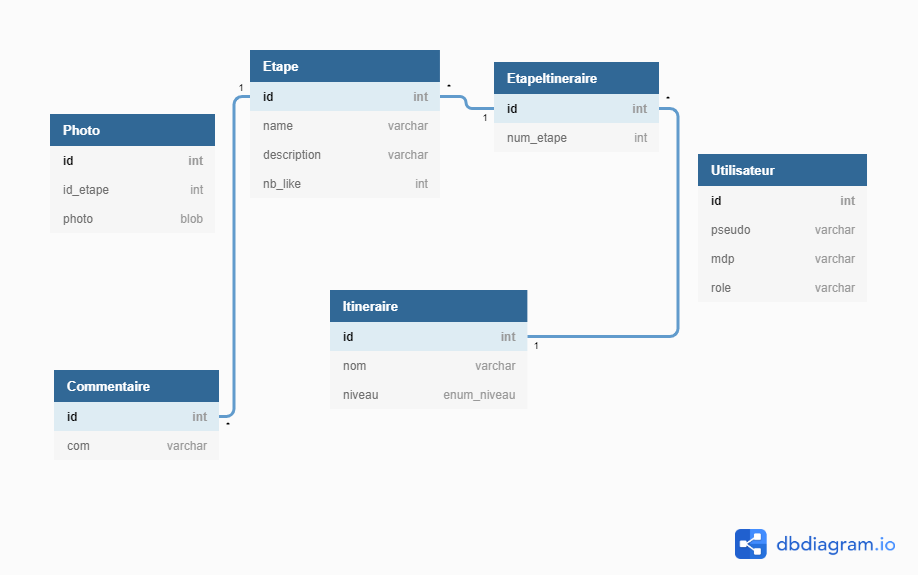 Etape
id int
name varchar
description varchar
nb_like int
EtapeItineraire
id int
num_etape int
Photo
id int
id_etape int
photo blob
Utilisateur
id int
pseudo varchar
mdp varchar
role varchar
Itineraire
id int
nom varchar
niveau enum_niveau
Commentaire
id int
com varchar
1
*
1
*
1
*
dbdiagram.io